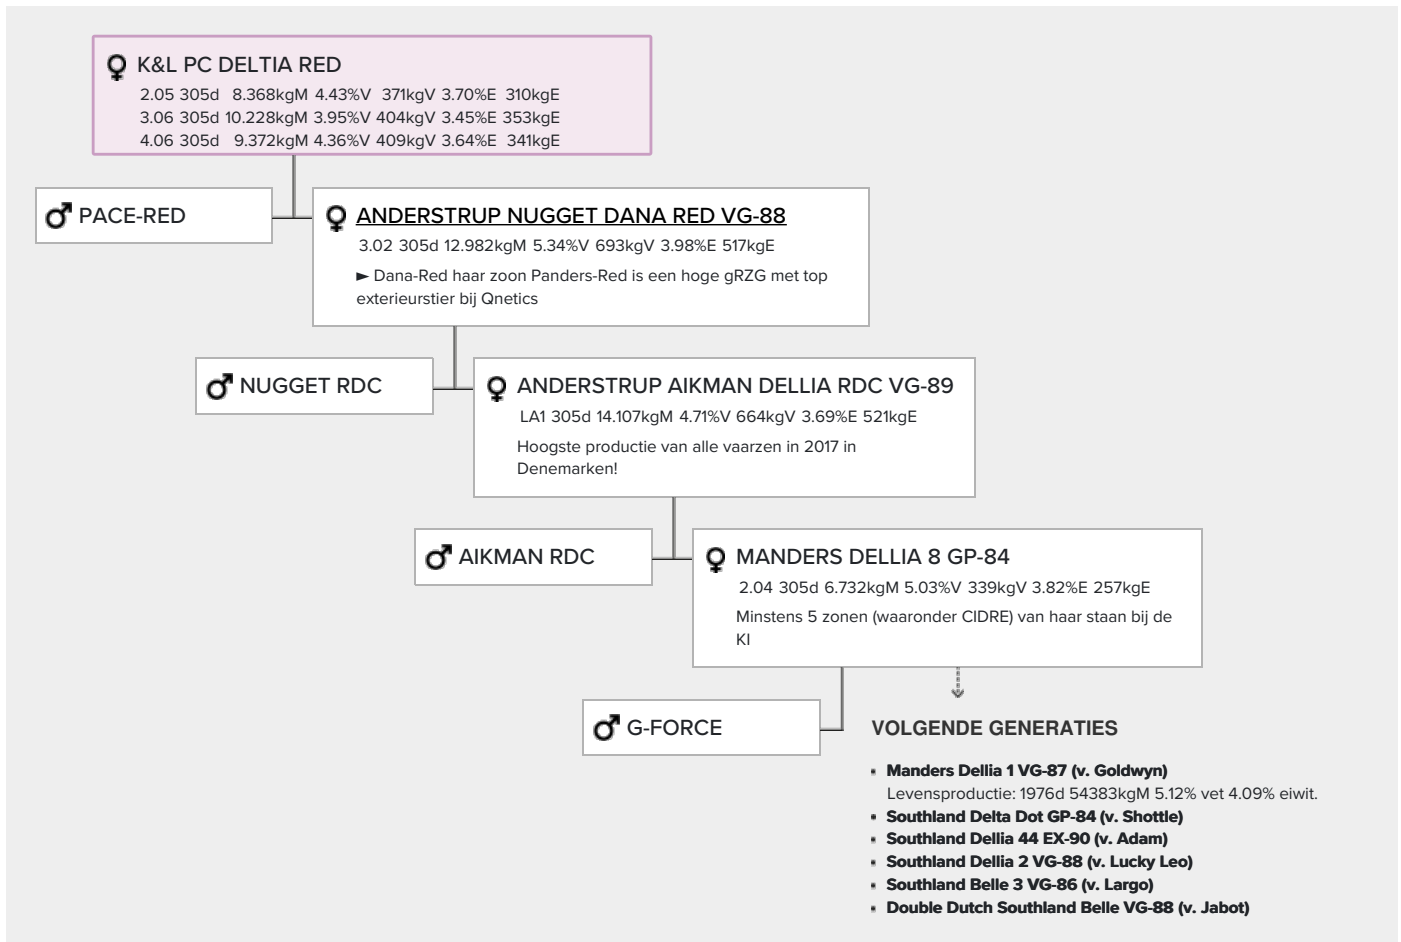 K&L PC DELTIA RED
2.05 305d 8.368kgM 4.43%V 371kgV 3.70%E 310kgE
3.06 305d 10.228kgM 3.95%V 404kgV 3.45%E 353kgE
4.06 305d 9.372kgM 4.36%V 409kgV 3.64%E 341kgE
PACE-RED
ANDERSTRUP NUGGET DANA RED VG-88
3.02 305d 12.982kgM 5.34%V 693kgV 3.98%E 517kgE
► Dana-Red haar zoon Panders-Red is een hoge gRZG met top
exterieurstier bij Qnetics
NUGGET RDC
ANDERSTRUP AIKMAN DELLIA RDC VG-89
LA1 305d 14.107kgM 4.71%V 664kgV 3.69%E 521kgE
Hoogste productie van alle vaarzen in 2017 in
Denemarken!
AIKMAN RDC
MANDERS DELLIA 8 GP-84
2.04 305d 6.732kgM 5.03%V 339kgV 3.82%E 257kgE
Minstens 5 zonen (waaronder CIDRE) van haar staan bij de
KI
G-FORCE
VOLGENDE GENERATIES
Manders Dellia 1 VG-87 (v. Goldwyn)
Levensproductie: 1976d 54383kgM 5.12% vet 4.09% eiwit.
Southland Delta Dot GP-84 (v. Shottle)
Southland Dellia 44 EX-90 (v. Adam)
Southland Dellia 2 VG-88 (v. Lucky Leo)
Southland Belle 3 VG-86 (v. Largo)
Double Dutch Southland Belle VG-88 (v. Jabot)